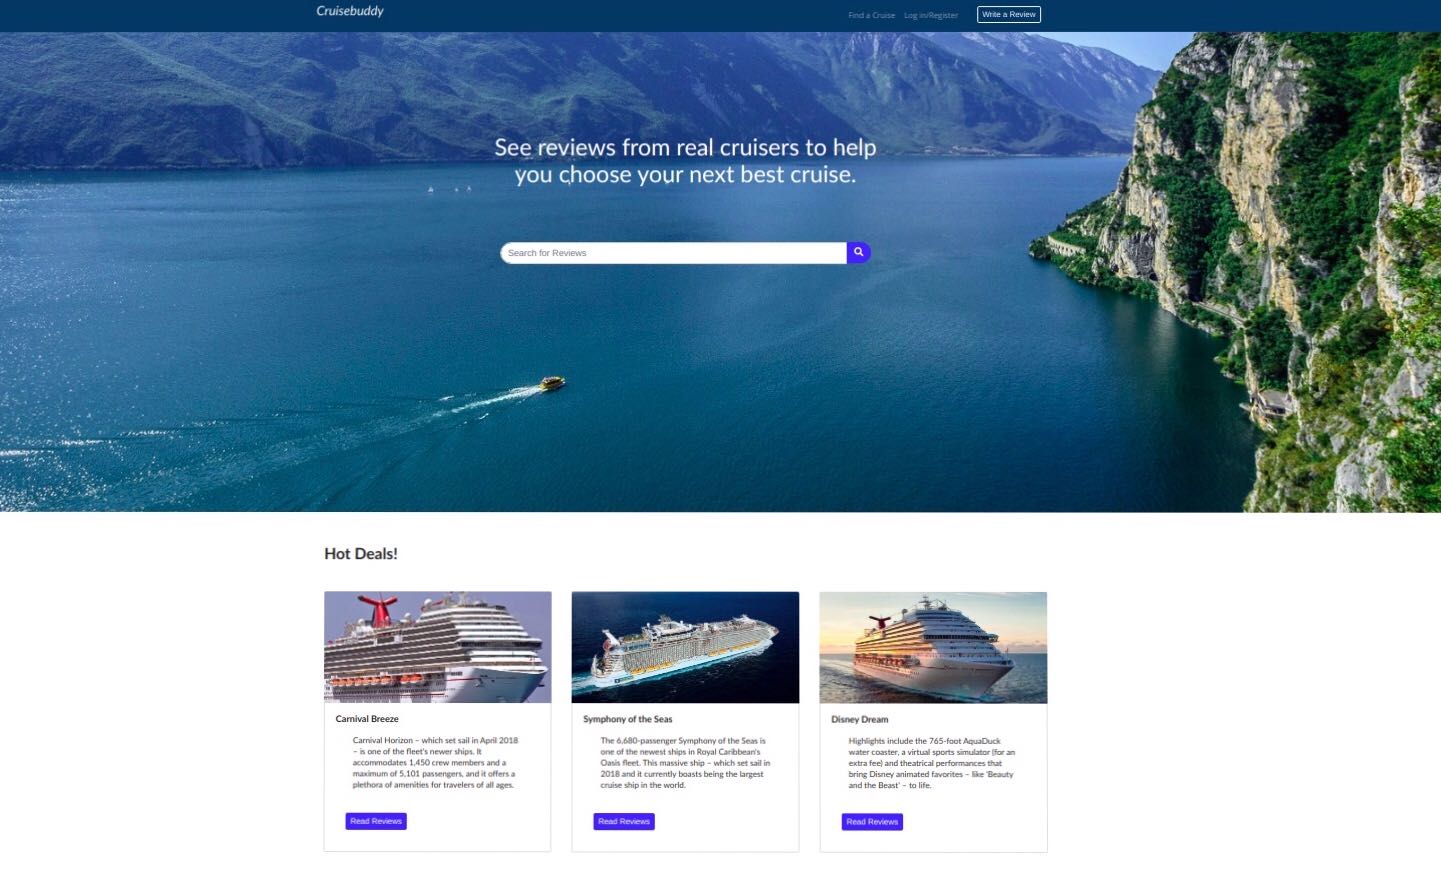 Cruisebuddy
Find a Cruise
Log in/Register
Write a Review
See reviews from real cruisers to help
you choose your next best cruise.
Search for Reviews
Hot Deals!
Carnival Breeze
Carnival Horizon – which set sail in April 2018
– is one of the fleet's newer ships. It
accommodates 1,450 crew members and a
maximum of 5,101 passengers, and it offers a
plethora of amenities for travelers of all ages.
Read Reviews
Symphony of the Seas
The 6,680-passenger Symphony of the Seas is
one of the newest ships in Royal Caribbean's
Oasis fleet. This massive ship – which set sail in
2018 and it currently boasts being the largest
cruise ship in the world.
Read Reviews
Disney Dream
Highlights include the 765-foot AquaDuck
water coaster, a virtual sports simulator (for an
extra fee) and theatrical performances that
bring Disney animated favorites – like 'Beauty
and the Beast' – to life.
Read Reviews